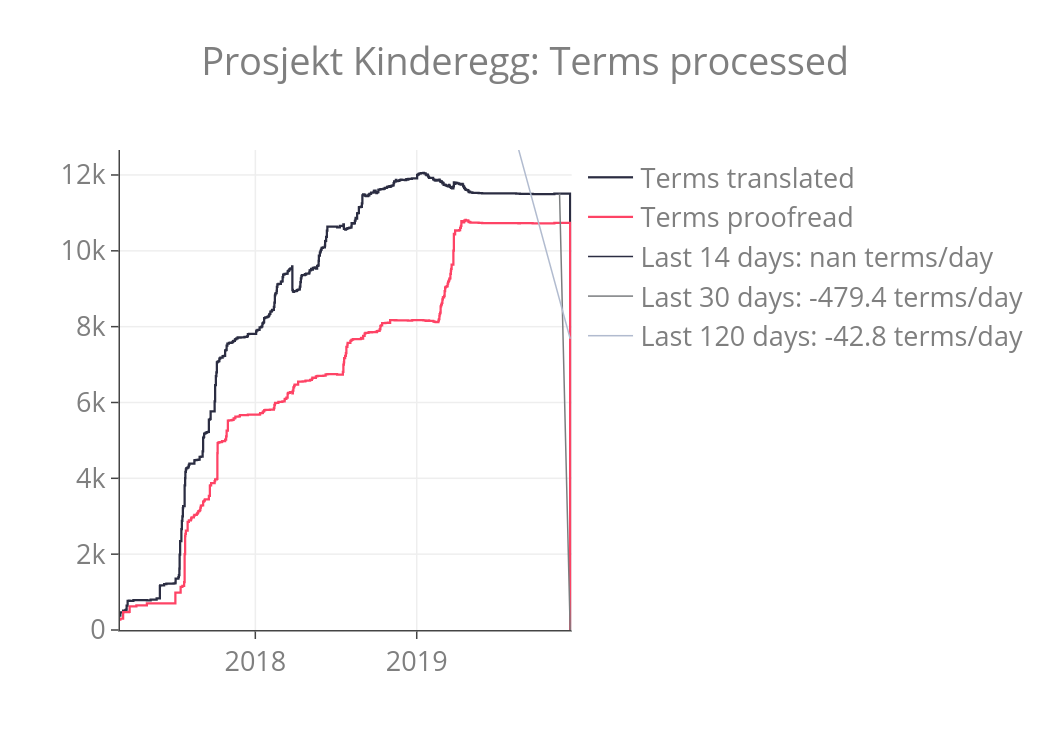 Prosjekt Kinderegg: Terms processed
12k
10k
8k
6k
4k
2k
0
2018
2019
Terms translated
Terms proofread
Last 14 days: nan terms/day
Last 30 days: -479.4 terms/day
Last 120 days: -42.8 terms/day